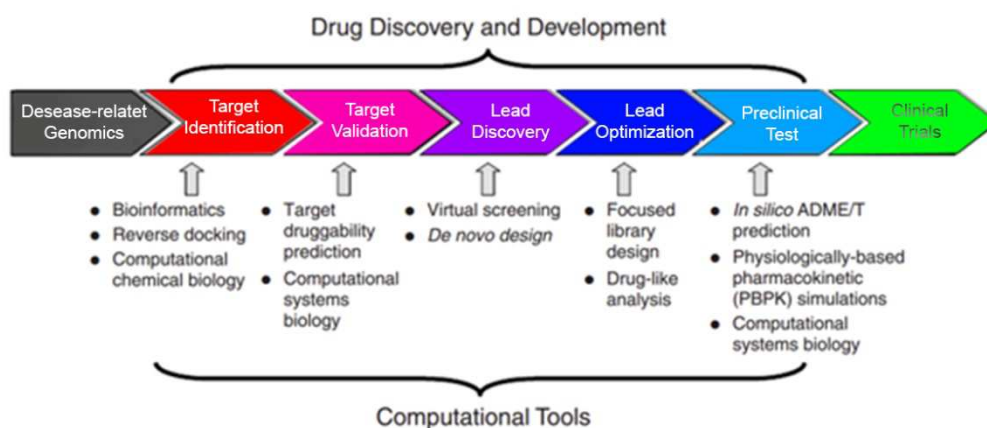 Drug Discovery and Development
Desease-relatet
Genomics
Target
Identification
Target
Validation
Lead
Discovery
Lead
Optimization
Preclinical
Test
Clinical
Trials
● Bioinformatics
● Reverse docking
● Computational
chemical biology
● Target
druggability
prediction
● Computational
systems
biology
● Virtual screening
● De novo design
● Focused
library
design
● Drug-like
analysis
● In silico ADME/T
prediction
● Physiologically-based
pharmacokinetic
(PBPK) simulations
● Computational
systems biology
Computational Tools